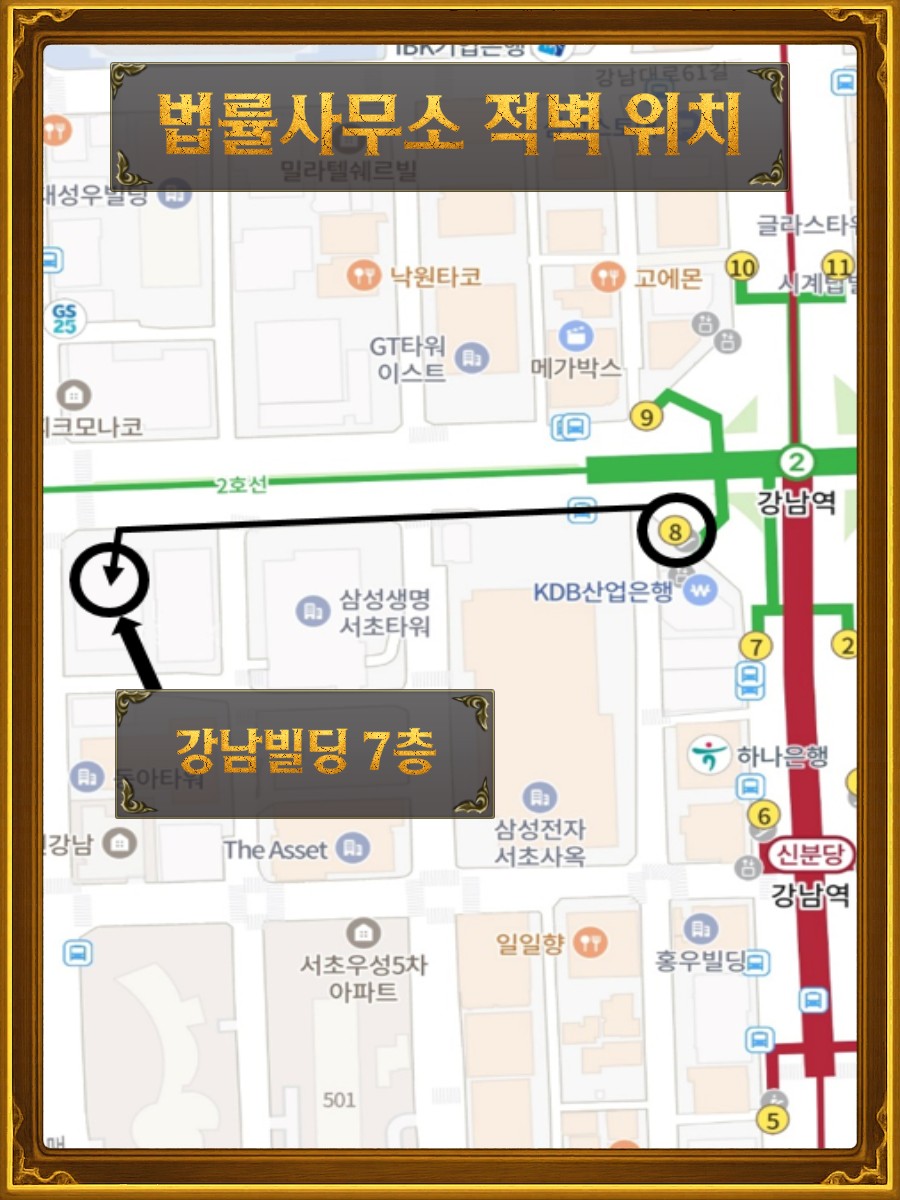 IBK기업은행
강남대로61길
법률사무소 적벽 위치
밀라텔쉐르빌
대성우빌딩
글라스타워
10
11
시계탑빌
낙원타코
고에몬
GS
25
GT타워
이스트
메가박스
피크모나코
9
2호선
2
강남역
8
KDB산업은행
삼성생명
서초타워
7
2
강남빌딩 7층
동아타워
하나은행
6
강남
The Asset
삼성전자
서초사옥
신분당
강남역
일일향
홍우빌딩
서초우성5차
아파트
501
5